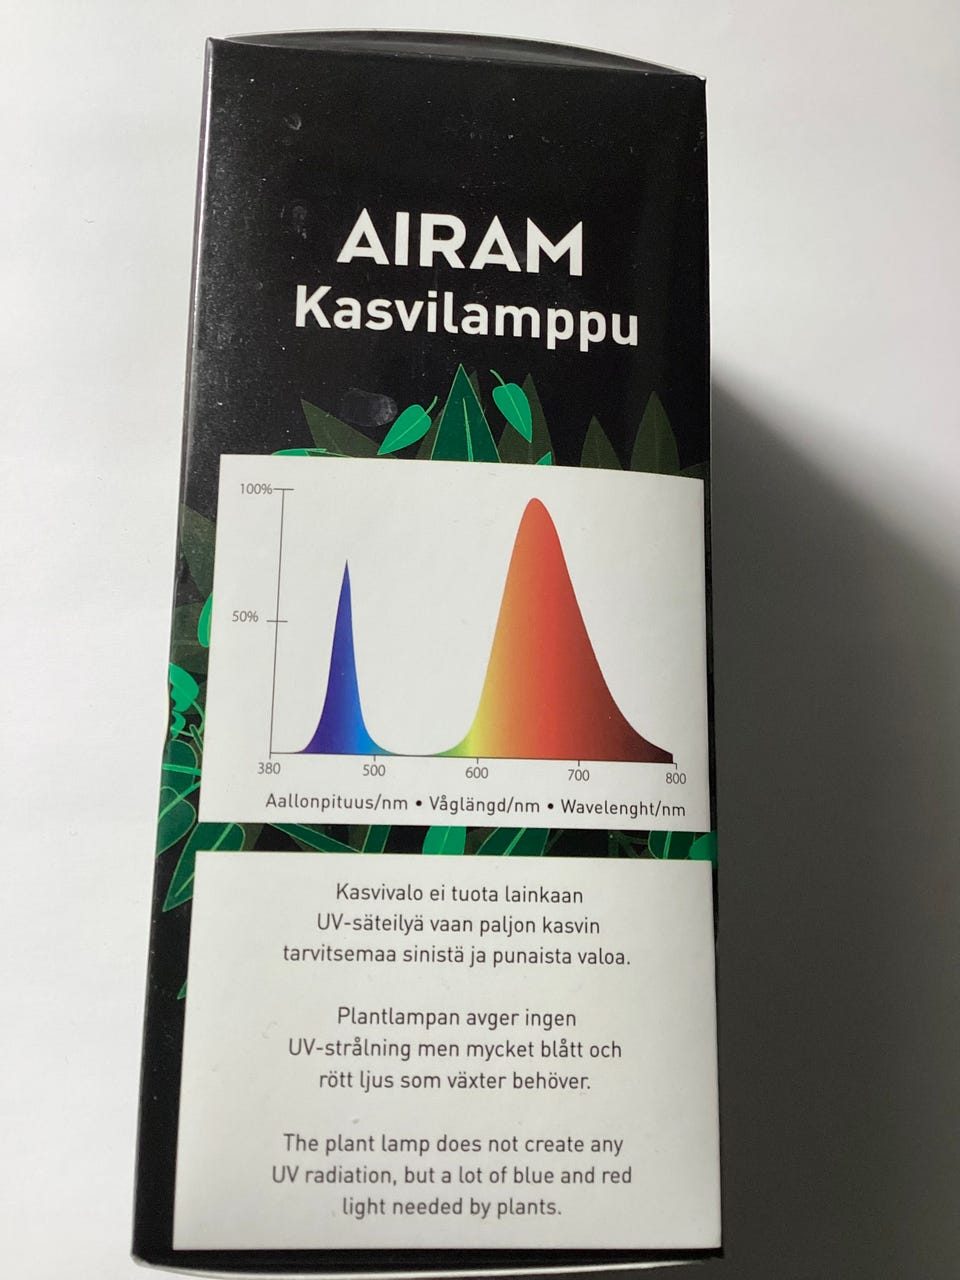 AIRAM
Kasvilamppu
100%
50%
380 500 600 700 800
Aallonpituus/nm • Våglängd/nm • Wavelenght/nm
Kasvivalo ei tuota lainkaan
UV-säteilyä vaan paljon kasvin
tarvitsemaa sinistä ja punaista valoa.
Plantlampan avger ingen
UV-strålning men mycket blått och
rött ljus som växter behöver.
The plant lamp does not create any
UV radiation, but a lot of blue and red
light needed by plants.